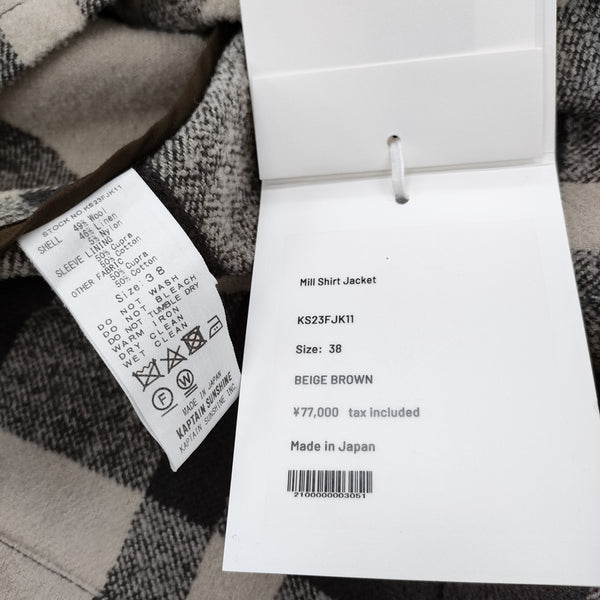 STOCK NO.KS23FJK11
SHELL 49% Wool
46% Linen
5% Nylon
SLEEVE LINING
50% Cupra
50% Cotton
OTHER FABRIC
50% Cupra
50% Cotton
Size: 38
DO NOT WASH
DO NOT BLEACH
DO NOT TUMBLE DRY
WARM IRON
DRY CLEAN
WET CLEAN
F W
MADE IN JAPAN
KAPTAIN SUNSHINE
KAPTAIN SUNSHINE INC.
Mill Shirt Jacket
KS23FJK11
Size: 38
BEIGE BROWN
¥77,000 tax included
Made in Japan
2100000003051